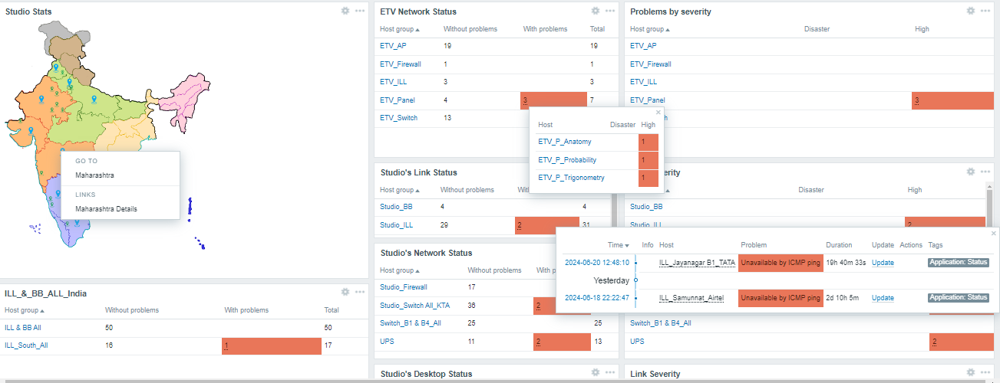 Studio Stats
GO TO
Maharashtra
LINKS
Maharashtra Details
ILL_&_BB_ALL_India
Host group Without problems With problems Total
ILL & BB All 50 50
ILL_South_All 16 1 17
ETV Network Status
Host group Without problems With problems Total
ETV_AP 19 19
ETV_Firewall 1 1
ETV_ILL 3 3
ETV_Panel 4 3 7
ETV_Switch 13
Problems by severity
Host group Disaster High
ETV_AP
ETV_Firewall
ETV_ILL
ETV_Panel 3
Host Disaster High
ETV_P_Anatomy 1
ETV_P_Probability 1
ETV_P_Trigonometry 1
Studio's Link Status
Host group Without problems With
Studio_BB 4 4
Studio_ILL 29 2 31
High
Studio_BB
Studio_ILL 2
Time Info Host Problem Duration Update Actions Tags
2024-06-20 12:48:10 ILL_Jayanagar B1_TATA Unavailable by ICMP ping 19h 40m 33s Update Application: Status
Yesterday
2024-06-18 22:22:47 ILL_Samunnat_Airtel Unavailable by ICMP ping 2d 10h 5m Update Application: Status
Studio's Network Status
Host group Without problems With p
Studio_Firewall 17
Studio_Switch All_KTA 36 2
Switch_B1 & B4_All 25 25
UPS 11 2 13
Switch_B1 & B4_All
UPS 2
Studio's Desktop Status
Link Severity